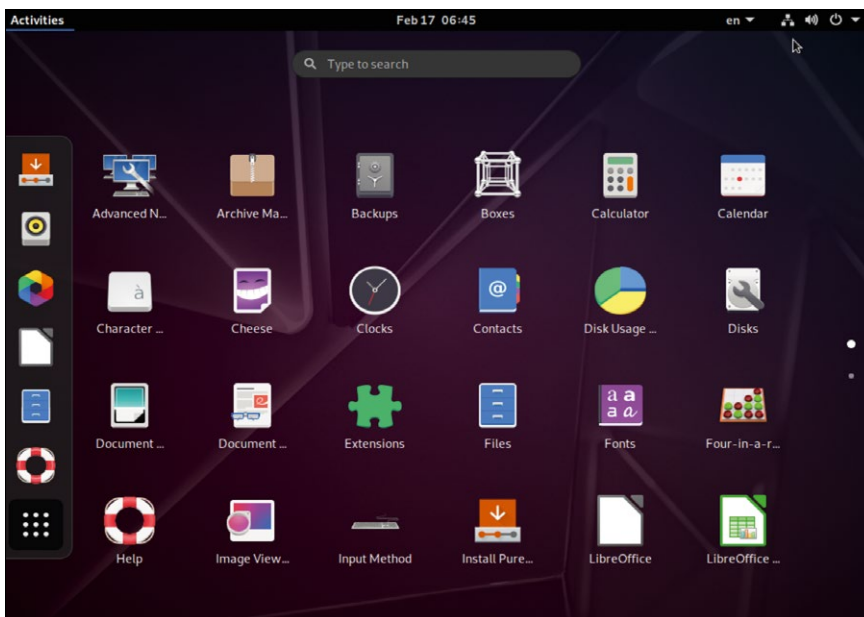 Activities
Feb 17 06:45
en
Type to search
Advanced N...
Archive Ma...
Backups
Boxes
Calculator
Calendar
à
@
Character ...
Cheese
Clocks
Contacts
Disk Usage ...
Disks
a a
a a
Document ...
Document ...
Extensions
Files
Fonts
Four-in-a-r...
Help
Image View...
Input Method
Install Pure...
LibreOffice
LibreOffice ...